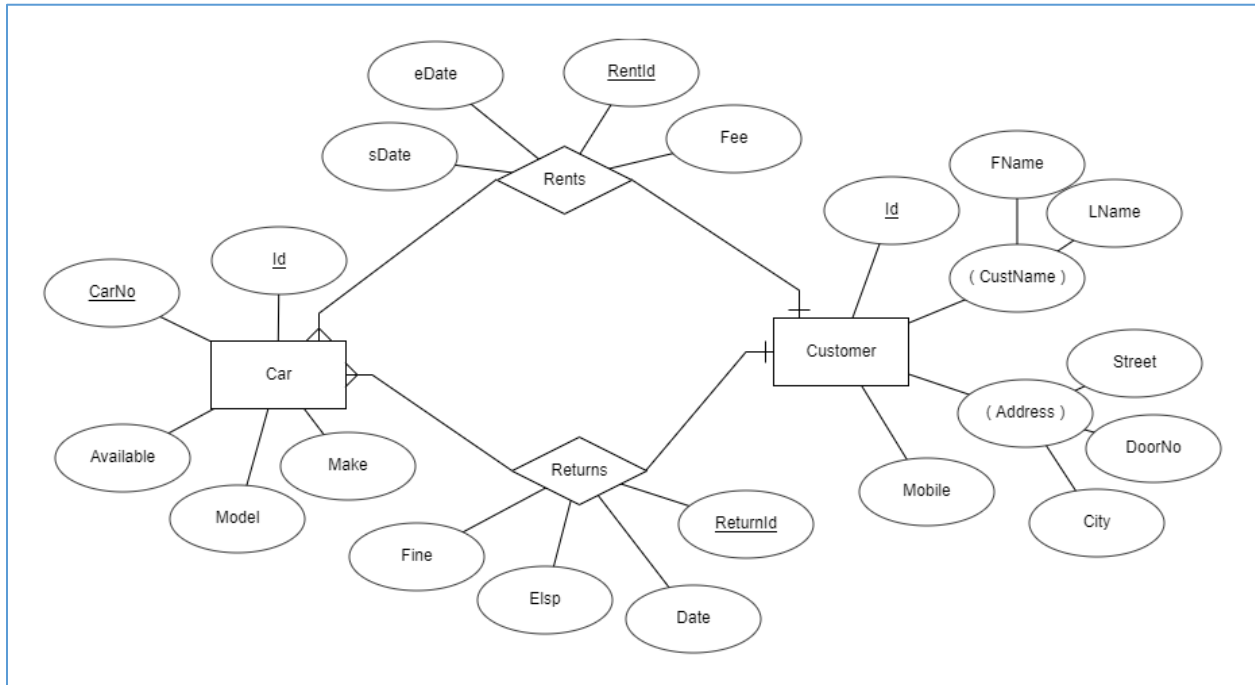 eDate
RentId
sDate
Fee
Rents
FName
Id
LName
Id
( CustName )
CarNo
Car
Customer
Street
( Address )
Available
Make
DoorNo
Returns
Mobile
Model
ReturnId
City
Fine
Elsp
Date